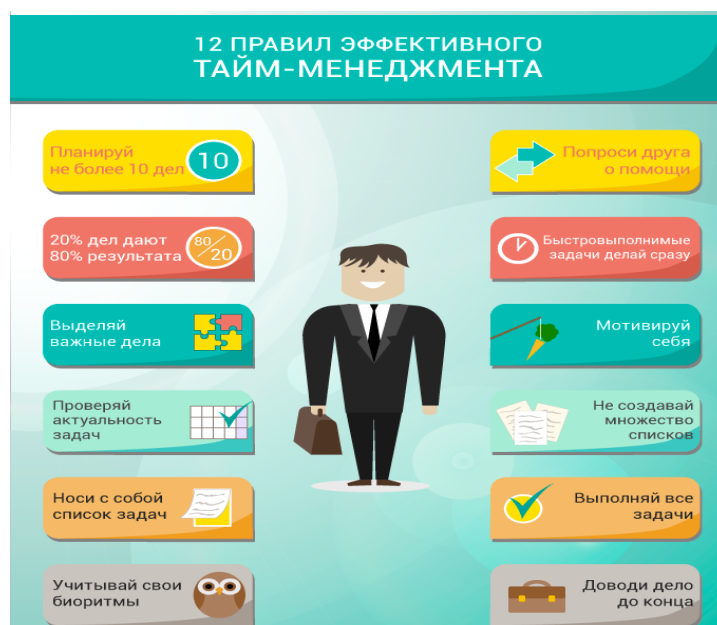 12 ПРАВИЛ ЭФФЕКТИВНОГО
ТАЙМ-МЕНЕДЖМЕНТА
Планируй
не более 10 дел
10
20% дел дают
80% результата
80/20
Выделяй
важные дела
Проверяй
актуальность
задач
Носи с собой
список задач
Учитывай свои
биоритмы
Попроси друга
о помощи
Быстровыполнимые
задачи делай сразу
Мотивируй
себя
Не создавай
множество
списков
Выполняй все
задачи
Доводи дело
до конца